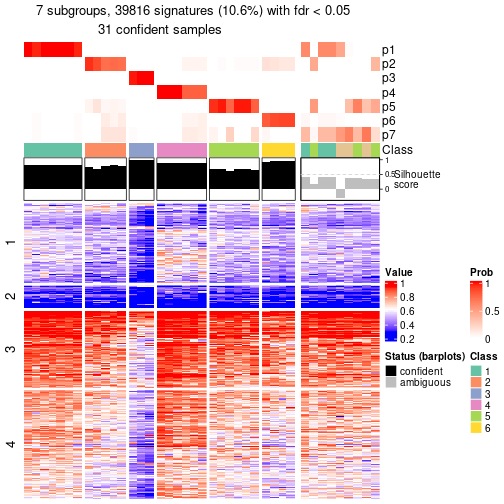 7 subgroups, 39816 signatures (10.6%) with fdr < 0.05
31 confident samples
p1
p2
p3
p4
p5
p6
p7
Class
1
0.5
0
Silhouette
score
1
2
3
4
Value
1
0.8
0.6
0.4
0.2
Prob
1
0.5
0
Status (barplots)
confident
ambiguous
Class
1
2
3
4
5
6